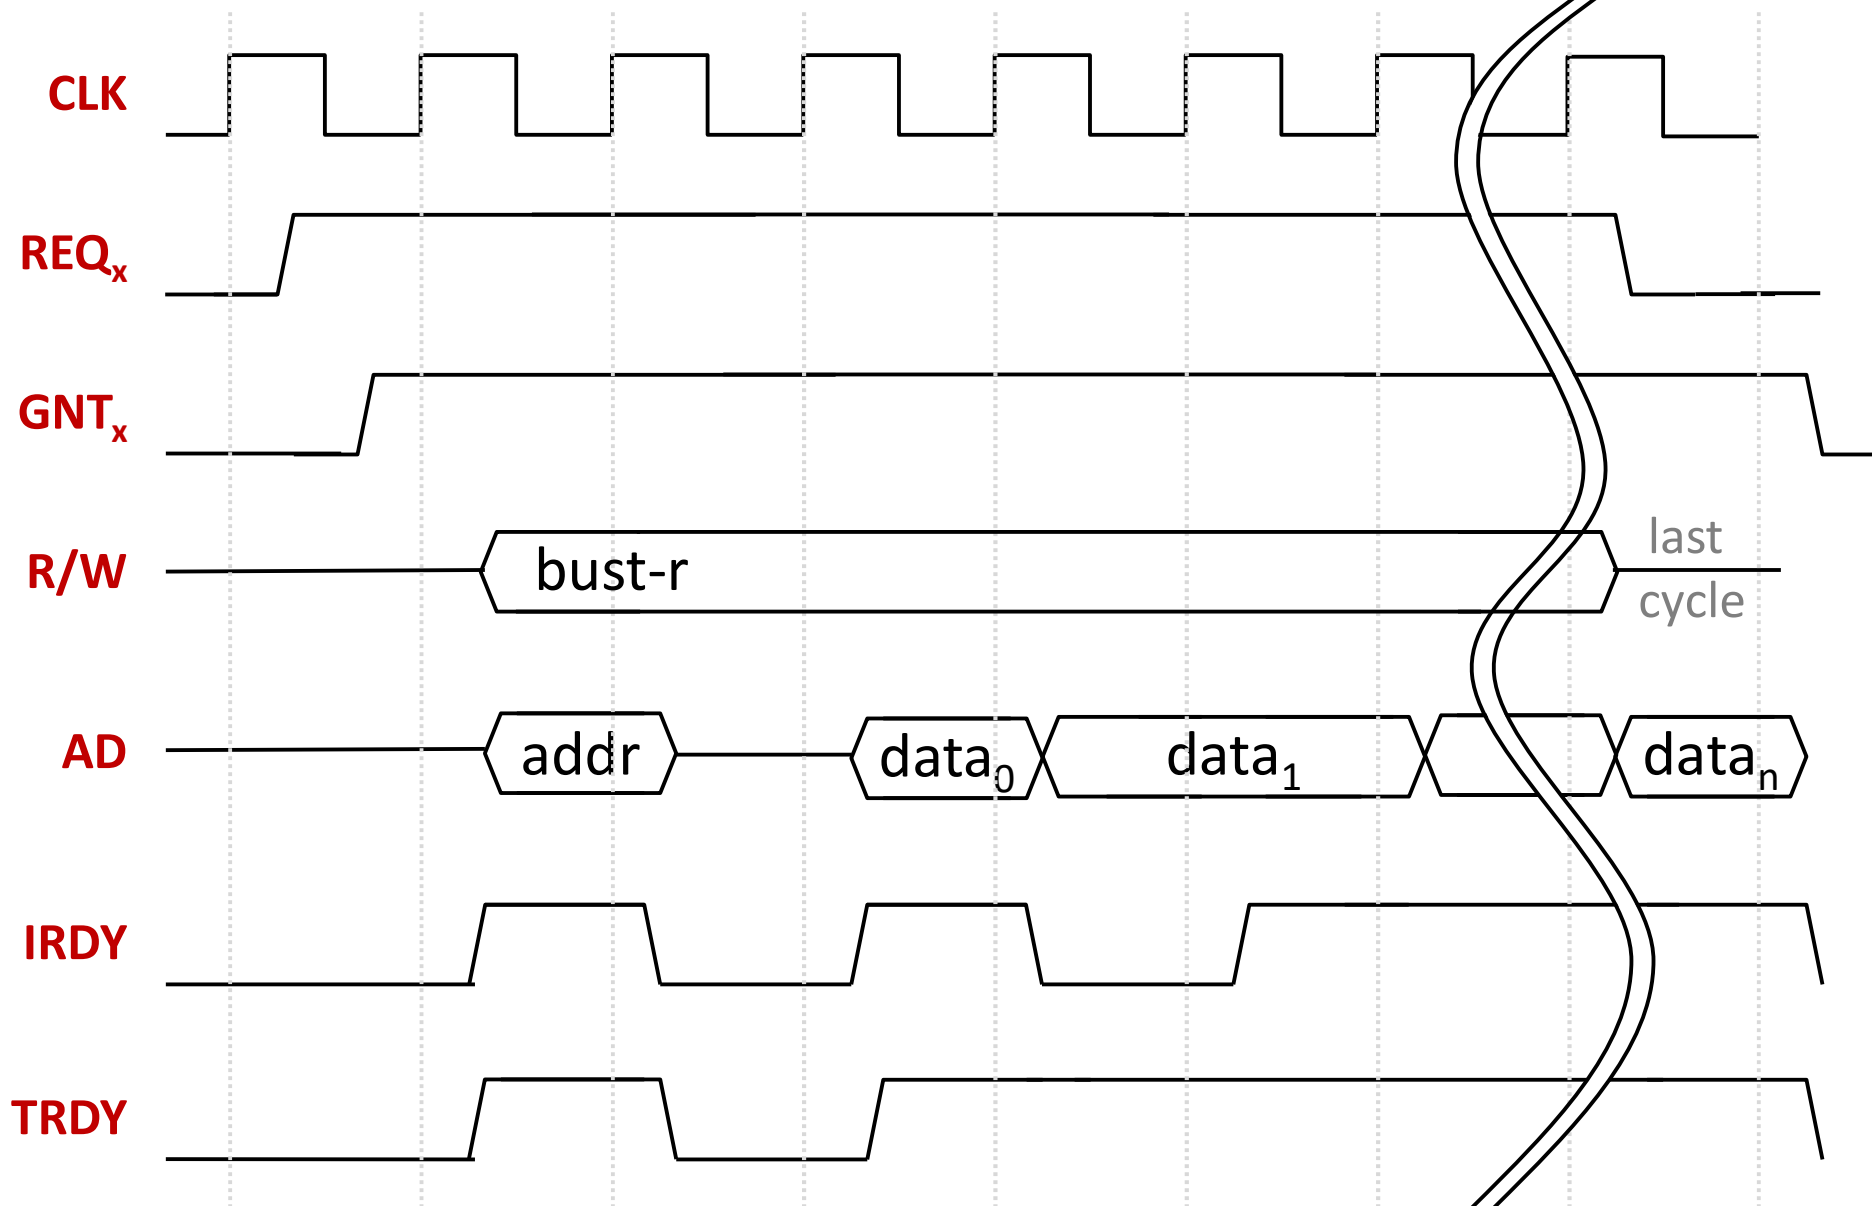 CLK
REQx
GNTx
R/W
bust-r
last
cycle
AD
addr
data0
data1
datan
IRDY
TRDY